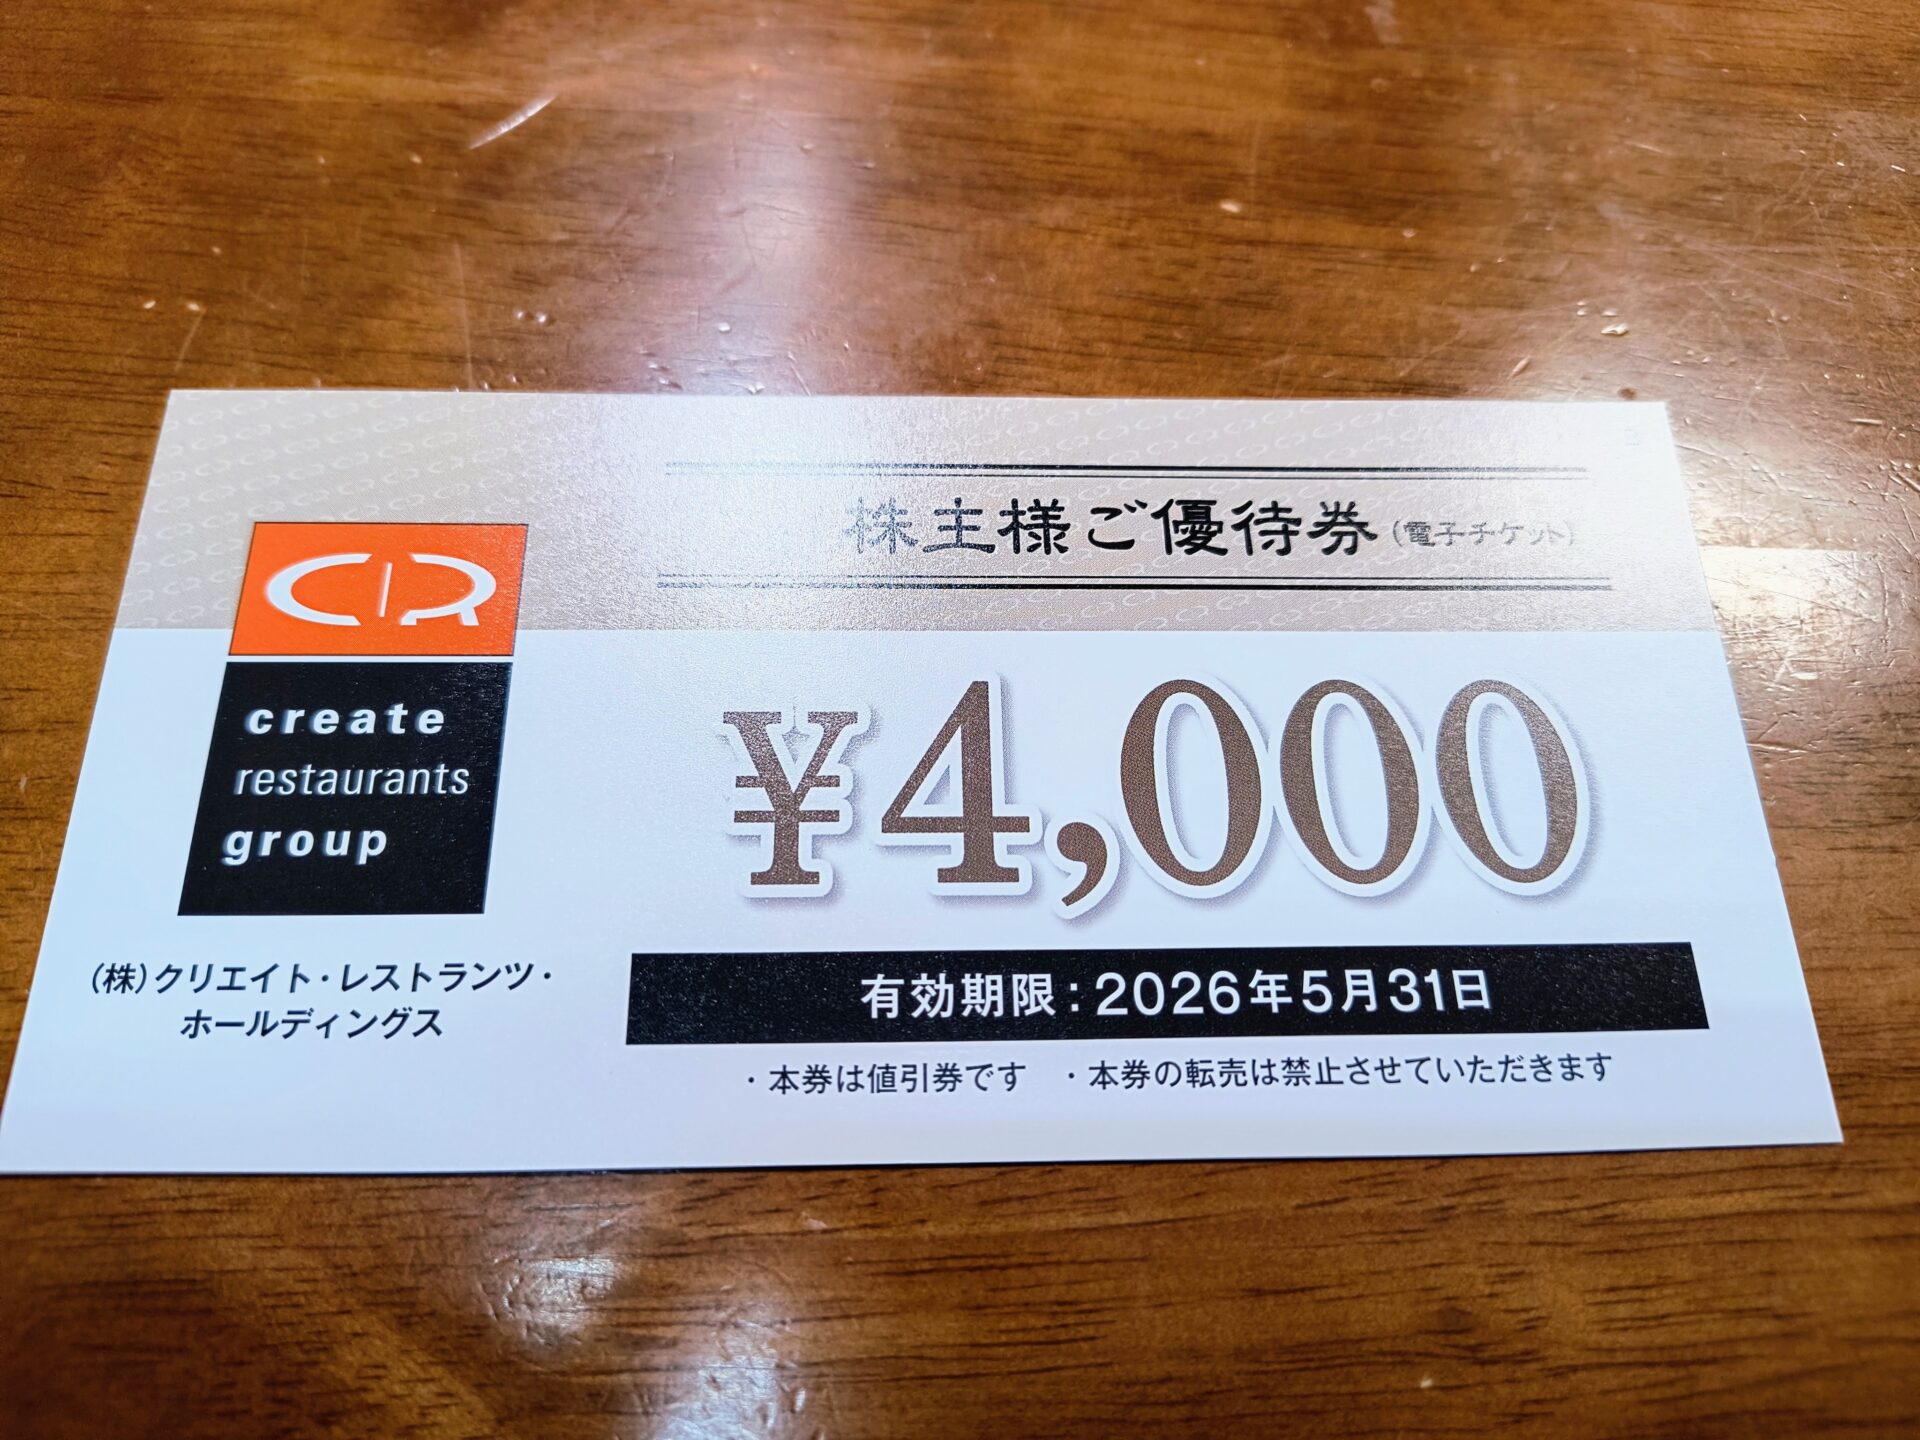 株主様ご優待券(電子チケット)
CR
create
restaurants
group
¥4,000
(株)クリエイト・レストランツ・
ホールディングス
有効期限:2026年5月31日
・本券は値引券です ・本券の転売は禁止させていただきます